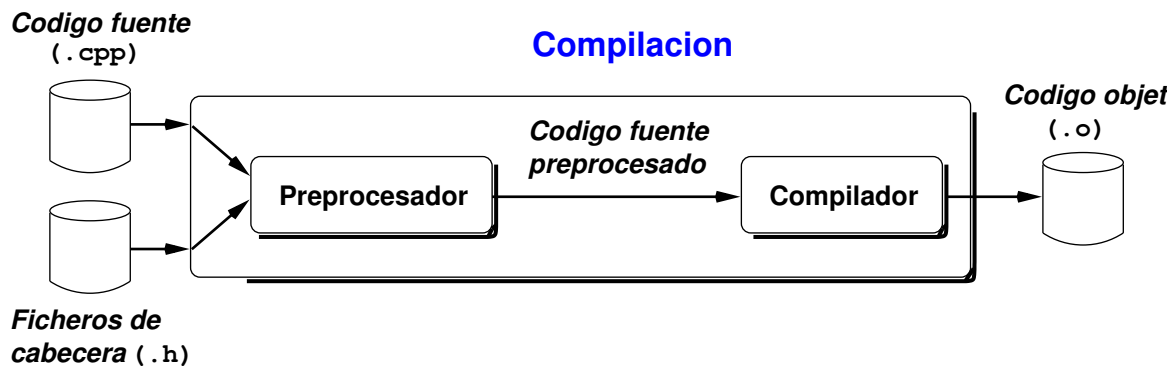 Codigo fuente
(.cpp)
Compilacion
Codigo objet
(.o)
Codigo fuente
preprocesado
Preprocesador
Compilador
Ficheros de
cabecera (.h)